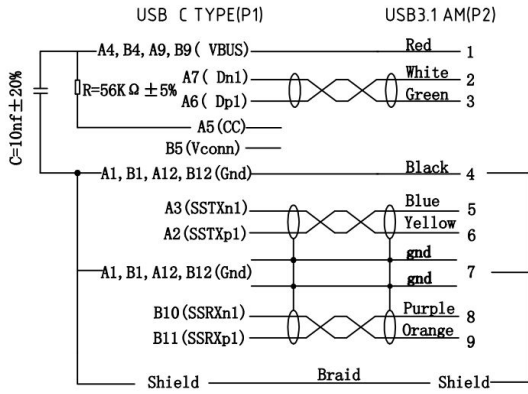 USB C TYPE(P1) USB3.1 AM(P2)
A4, B4, A9, B9( VBUS) Red 1
A7( Dn1) White 2
R=56K Ω ±5%
A6( Dp1) Green 3
C=10nf±20%
A5(CC)
B5(Vconn)
A1, B1, A12, B12(Gnd) Black 4
A3(SSTXn1) Blue 5
A2(SSTXp1) Yellow 6
gnd
A1, B1, A12, B12(Gnd) 7
gnd
B10(SSRXn1) Purple 8
B11(SSRXp1) Orange 9
Shield Braid Shield